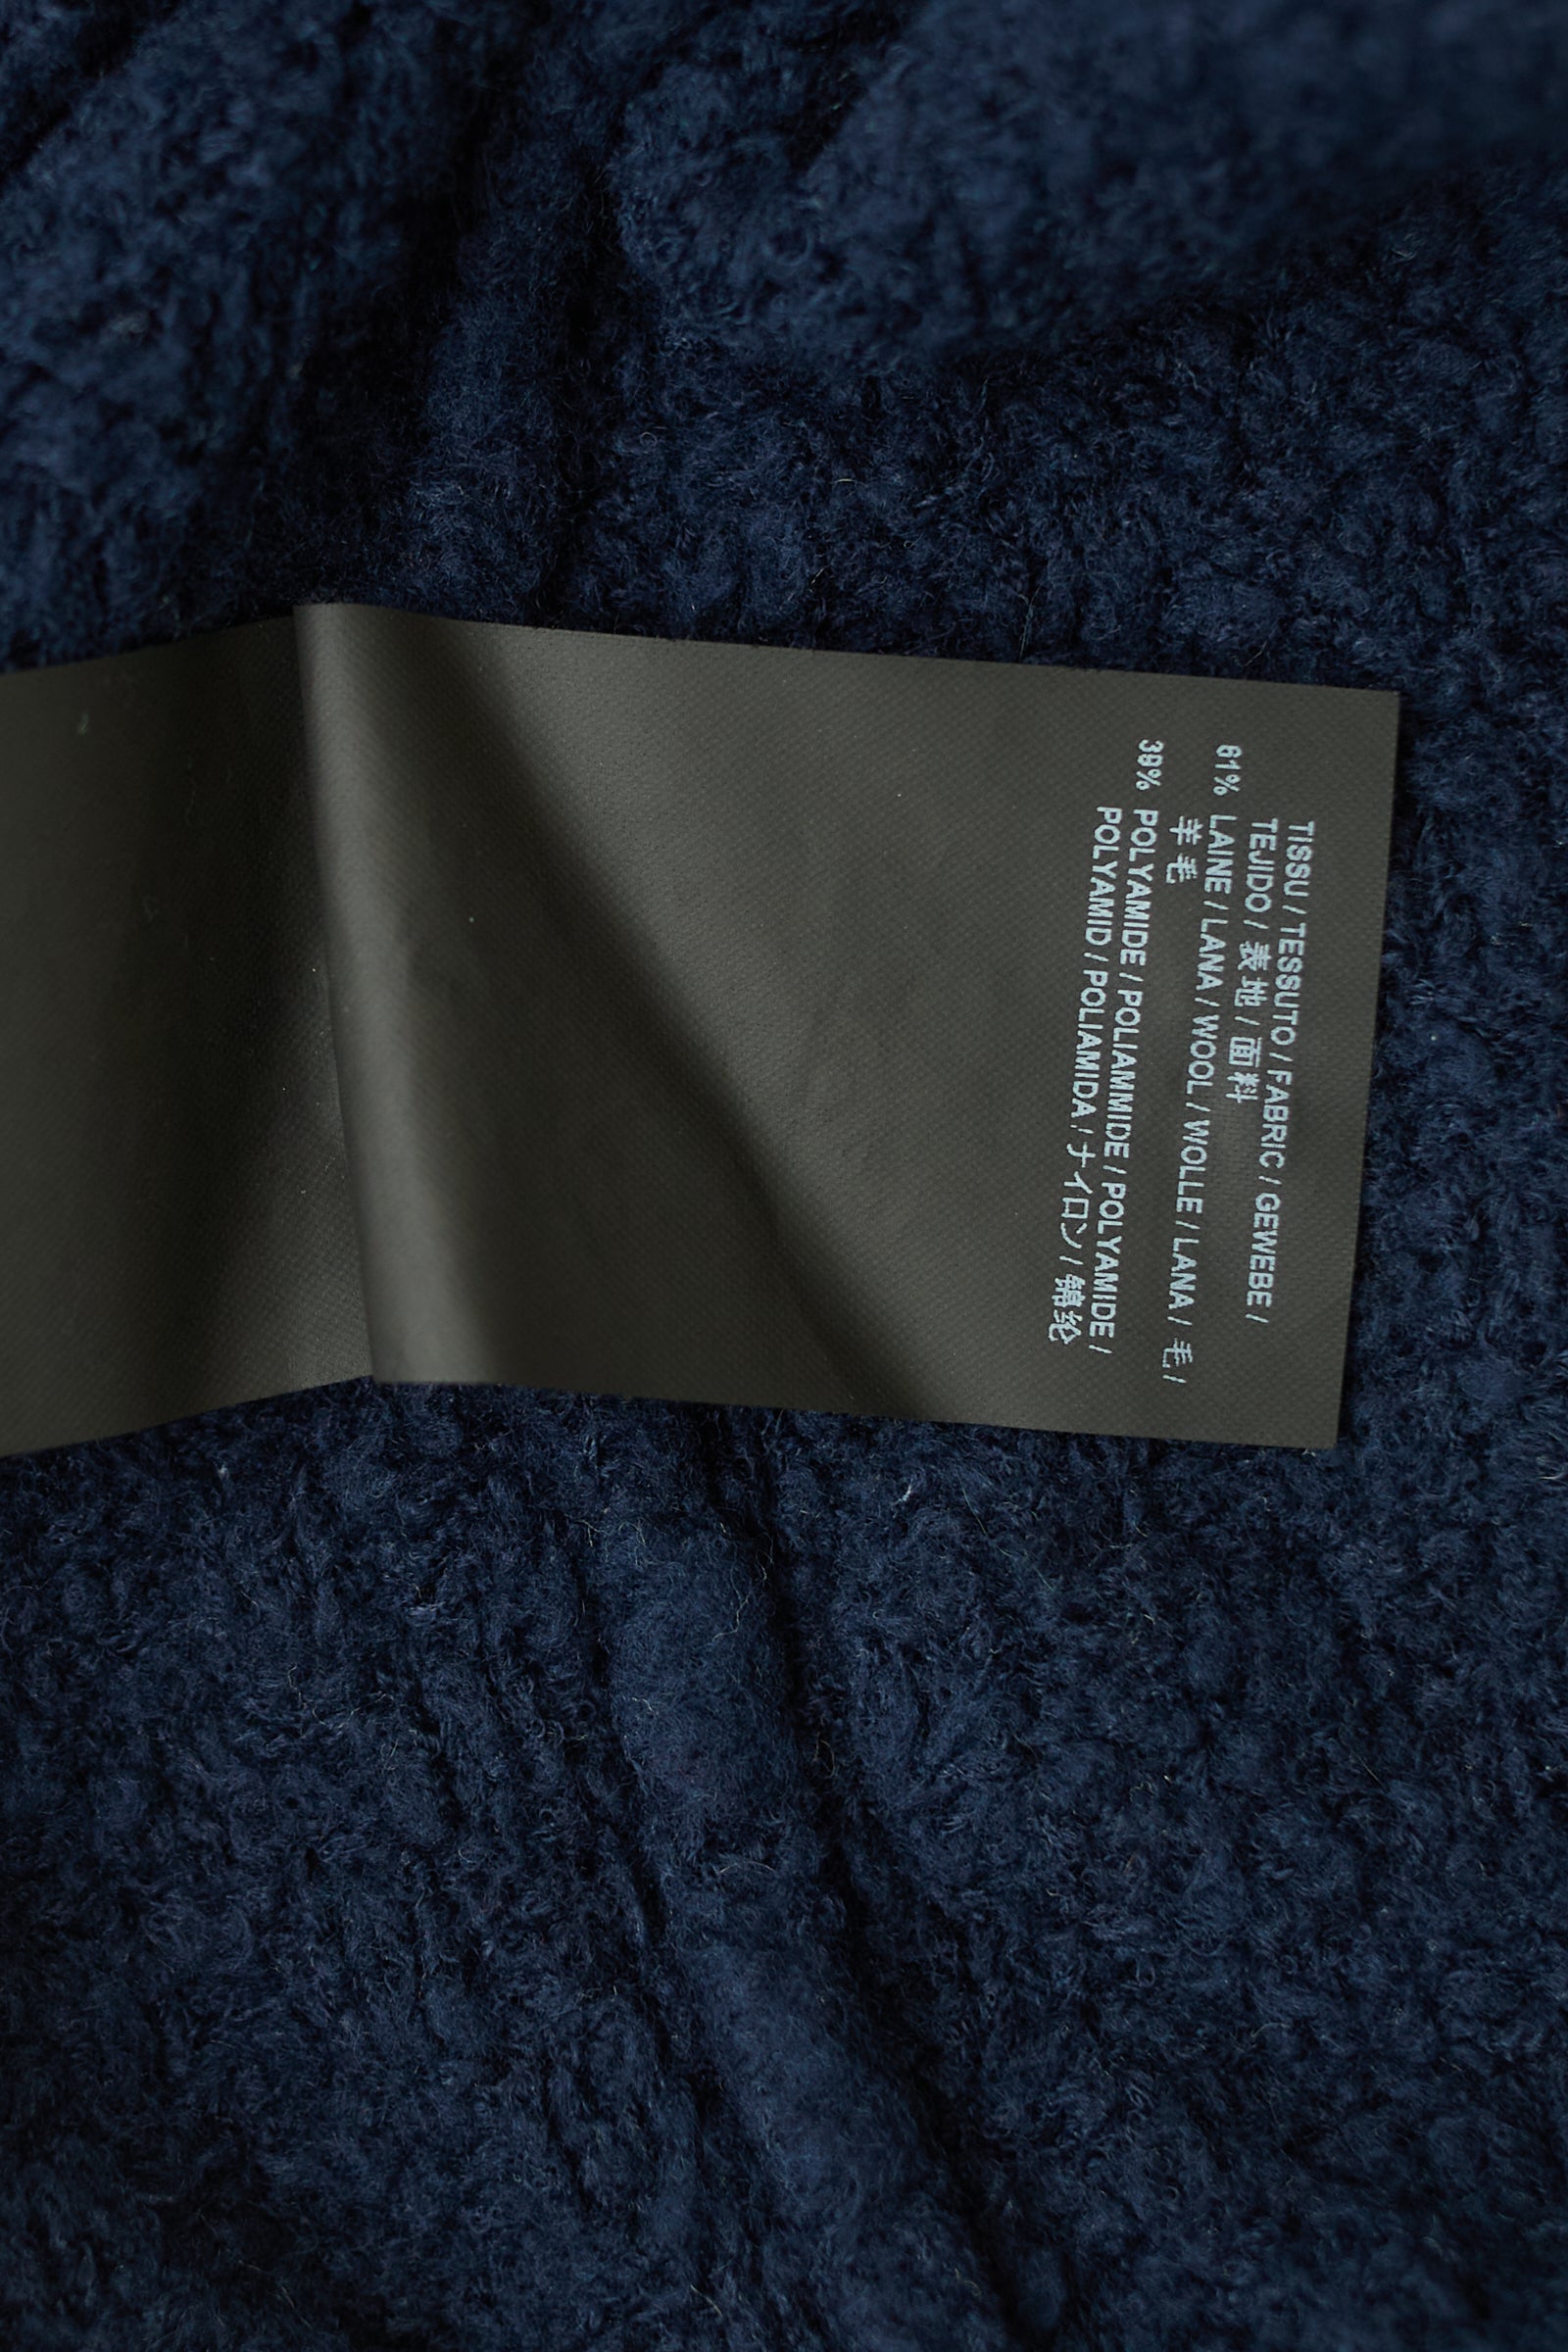 TISSU / TESSUTO / FABRIC / GEWEBE /
TEJIDO / 表地 / 面料
61% LAINE / LANA / WOOL / WOLLE / LANA / 毛 /
羊毛
39% POLYAMIDE / POLIAMMIDE / POLYAMIDE /
POLYAMID / POLIAMIDA / ナイロン / 锦纶